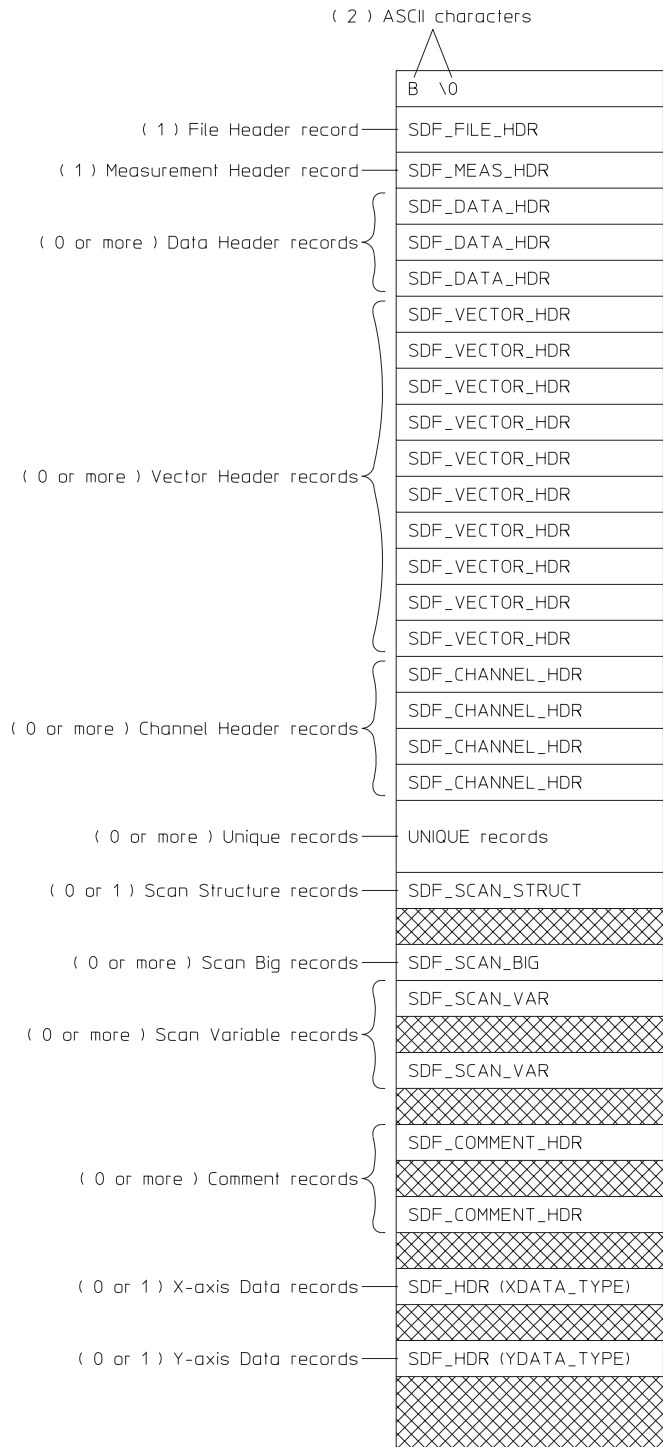 ( 2 ) ASCII characters
B \0
( 1 ) File Header record SDF_FILE_HDR
( 1 ) Measurement Header record SDF_MEAS_HDR
SDF_DATA_HDR
( 0 or more ) Data Header records SDF_DATA_HDR
SDF_DATA_HDR
SDF_VECTOR_HDR
SDF_VECTOR_HDR
SDF_VECTOR_HDR
SDF_VECTOR_HDR
SDF_VECTOR_HDR
( 0 or more ) Vector Header records
SDF_VECTOR_HDR
SDF_VECTOR_HDR
SDF_VECTOR_HDR
SDF_VECTOR_HDR
SDF_VECTOR_HDR
SDF_CHANNEL_HDR
SDF_CHANNEL_HDR
( 0 or more ) Channel Header records
SDF_CHANNEL_HDR
SDF_CHANNEL_HDR
( 0 or more ) Unique records UNIQUE records
( 0 or 1 ) Scan Structure records SDF_SCAN_STRUCT
( 0 or more ) Scan Big records SDF_SCAN_BIG
SDF_SCAN_VAR
( 0 or more ) Scan Variable records
SDF_SCAN_VAR
SDF_COMMENT_HDR
( 0 or more ) Comment records
SDF_COMMENT_HDR
( 0 or 1 ) X-axis Data records SDF_HDR (XDATA_TYPE)
( 0 or 1 ) Y-axis Data records SDF_HDR (YDATA_TYPE)